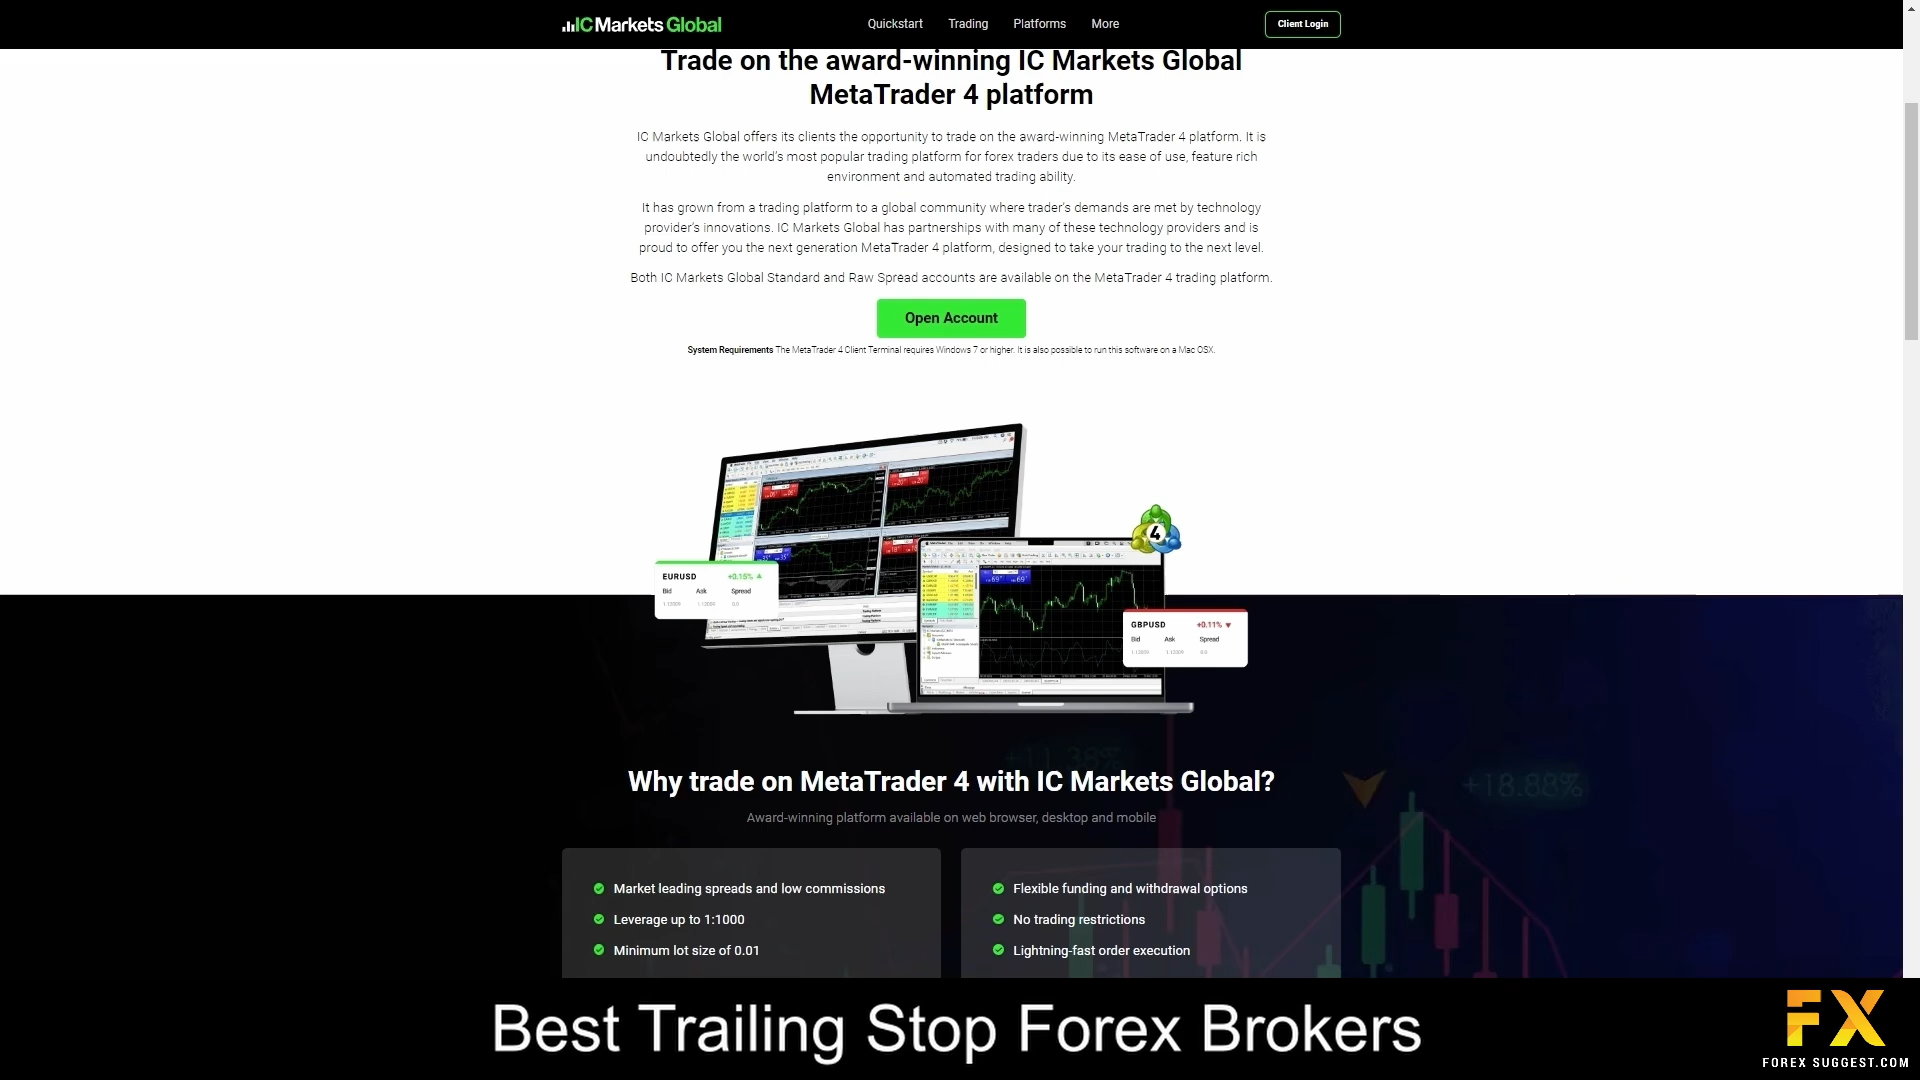 IC Markets Global
Quickstart Trading Platforms More
Client Login
Trade on the award-winning IC Markets Global
MetaTrader 4 platform
IC Markets Global offers its clients the opportunity to trade on the award-winning MetaTrader 4 platform. It is
undoubtedly the world's most popular trading platform for forex traders due to its ease of use, feature rich
environment and automated trading ability.
It has grown from a trading platform to a global community where trader's demands are met by technology
provider's innovations. IC Markets Global has partnerships with many of these technology providers and is
proud to offer you the next generation MetaTrader 4 platform, designed to take your trading to the next level.
Both IC Markets Global Standard and Raw Spread accounts are available on the MetaTrader 4 trading platform.
Open Account
System Requirements The MetaTrader 4 Client Terminal requires Windows 7 or higher. It is also possible to run this software on a Mac OSX.
4
EURUSD +0.15%
Bid Ask Spread
GBPUSD +0.11%
Bid Ask Spread
+11.38%
+18.88%
Why trade on MetaTrader 4 with IC Markets Global?
Award-winning platform available on web browser, desktop and mobile
Market leading spreads and low commissions
Leverage up to 1:1000
Minimum lot size of 0.01
Flexible funding and withdrawal options
No trading restrictions
Lightning-fast order execution
Best Trailing Stop Forex Brokers
FX
FOREX SUGGEST.COM